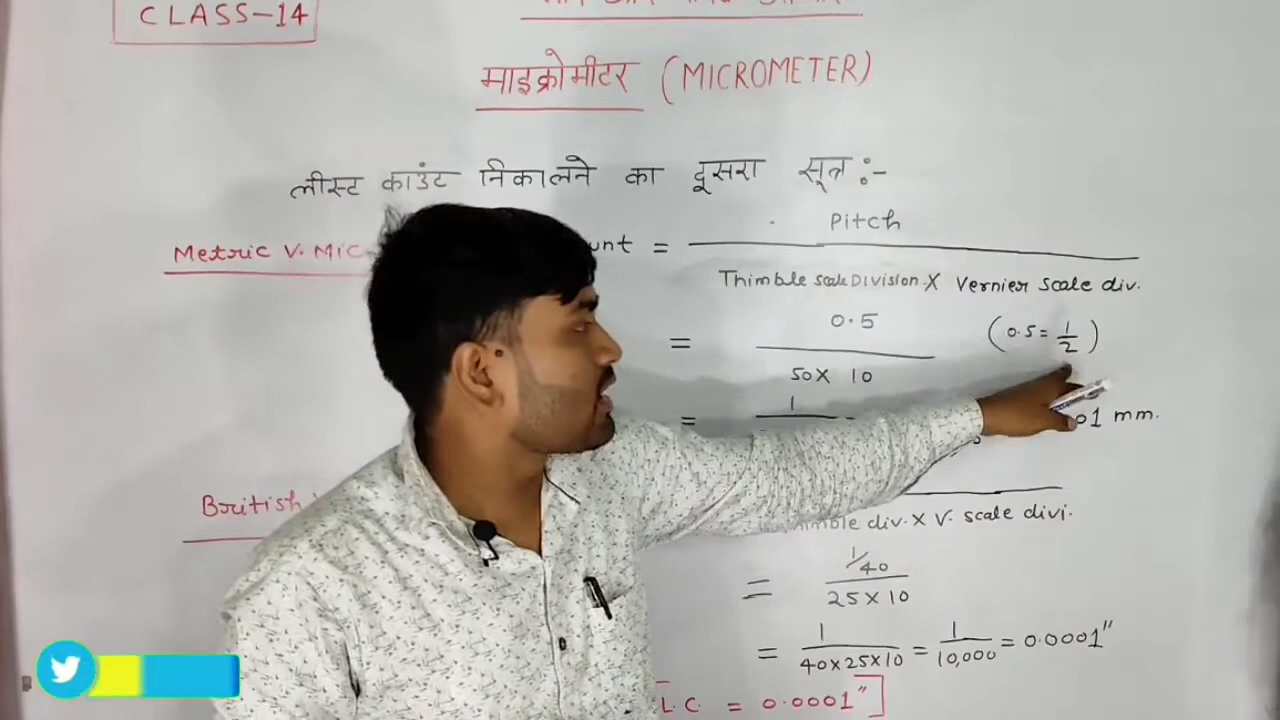 CLASS-14
माइक्रोमीटर (MICROMETER)
लीस्ट काउंट निकालने का दूसरा सूत्र:-
Metric V. Mic
unt = Pitch
Thimble scale Division X Vernier scale div.
= 0.5
50 X 10
(0.5 = 1/2)
= 1
01 mm.
British
div. X V. scale divi.
= 1/40
25 X 10
= 1/40X25X10 = 1/10,000 = 0.0001"
L.C. = 0.0001"]